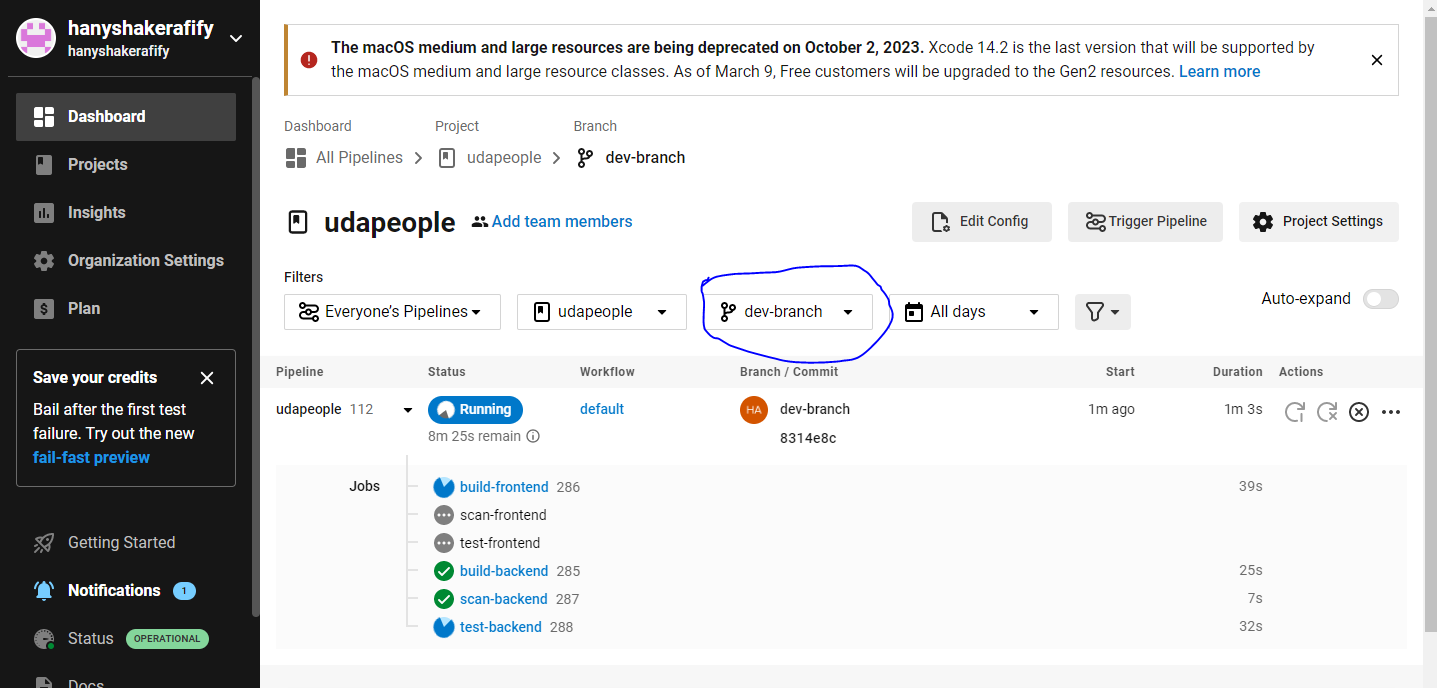 hanyshakerafify
hanyshakerafify
Dashboard
Projects
Insights
Organization Settings
Plan
Save your credits
Bail after the first test
failure. Try out the new
fail-fast preview
Getting Started
Notifications 1
Status OPERATIONAL
Docs
The macOS medium and large resources are being deprecated on October 2, 2023. Xcode 14.2 is the last version that will be supported by
the macOS medium and large resource classes. As of March 9, Free customers will be upgraded to the Gen2 resources. Learn more
Dashboard Project Branch
All Pipelines udapeople dev-branch
udapeople Add team members Edit Config Trigger Pipeline Project Settings
Filters
Everyone's Pipelines udapeople dev-branch All days Auto-expand
Pipeline Status Workflow Branch / Commit Start Duration Actions
udapeople 112 Running default HA dev-branch 1m ago 1m 3s
8m 25s remain 8314e8c
Jobs build-frontend 286 39s
scan-frontend
test-frontend
build-backend 285 25s
scan-backend 287 7s
test-backend 288 32s